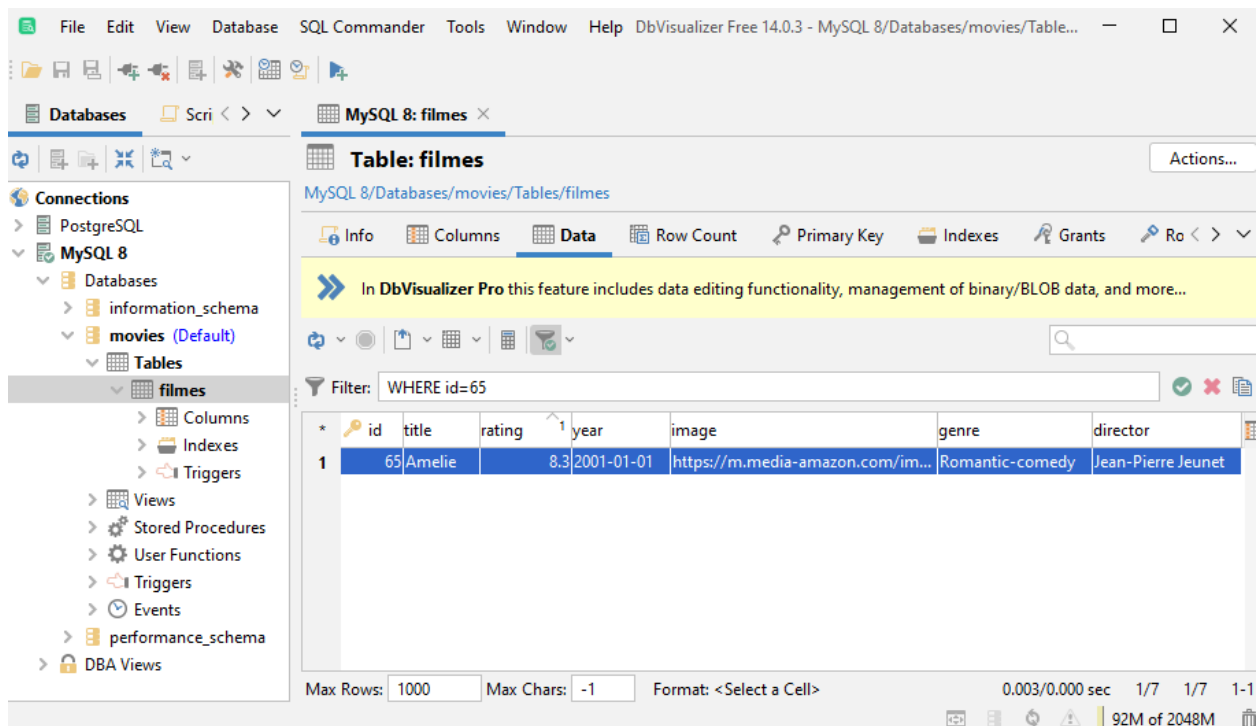 File Edit View Database SQL Commander Tools Window Help DbVisualizer Free 14.0.3 - MySQL 8/Databases/movies/Table...
Databases Scri
MySQL 8: filmes
Table: filmes
Actions...
MySQL 8/Databases/movies/Tables/filmes
Connections
PostgreSQL
MySQL 8
Databases
information_schema
movies (Default)
Tables
filmes
Columns
Indexes
Triggers
Views
Stored Procedures
User Functions
Triggers
Events
performance_schema
DBA Views
Info Columns Data Row Count Primary Key Indexes Grants Ro
In DbVisualizer Pro this feature includes data editing functionality, management of binary/BLOB data, and more...
Filter: WHERE id=65
* id title rating 1 year image genre director
1 65 Amelie 8.3 2001-01-01 https://m.media-amazon.com/im... Romantic-comedy Jean-Pierre Jeunet
Max Rows: 1000 Max Chars: -1 Format: <Select a Cell> 0.003/0.000 sec 1/7 1/7 1-1
92M of 2048M